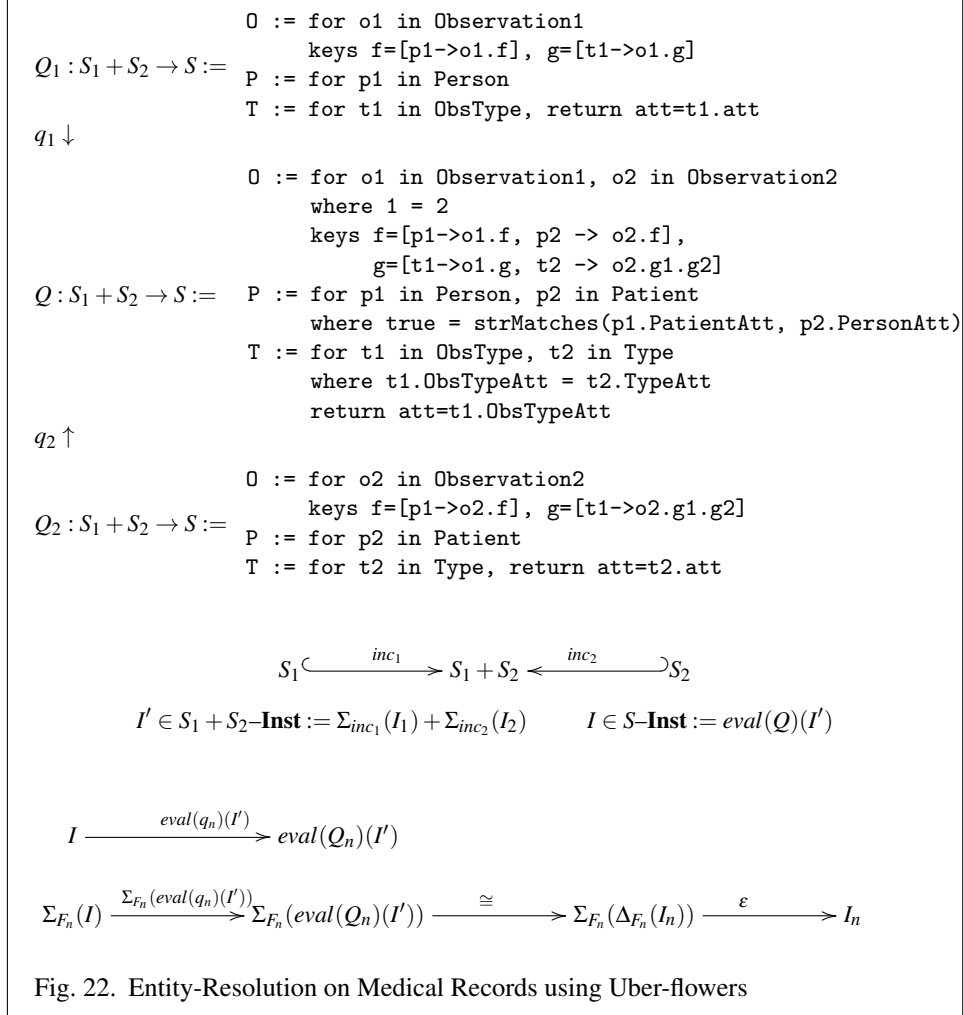 O := for o1 in Observation1
keys f=[p1->o1.f], g=[t1->o1.g]
Q₁ : S₁ + S₂ → S :=
P := for p1 in Person
T := for t1 in ObsType, return att=t1.att
q₁ ↓
O := for o1 in Observation1, o2 in Observation2
where 1 = 2
keys f=[p1->o1.f, p2 -> o2.f],
g=[t1->o1.g, t2 -> o2.g1.g2]
Q : S₁ + S₂ → S := P := for p1 in Person, p2 in Patient
where true = strMatches(p1.PatientAtt, p2.PersonAtt)
T := for t1 in ObsType, t2 in Type
where t1.ObsTypeAtt = t2.TypeAtt
return att=t1.ObsTypeAtt
q₂ ↑
O := for o2 in Observation2
keys f=[p1->o2.f], g=[t1->o2.g1.g2]
Q₂ : S₁ + S₂ → S :=
P := for p2 in Patient
T := for t2 in Type, return att=t2.att
inc₁ inc₂
S₁ S₁ + S₂ S₂
I′ ∈ S₁ + S₂–Inst := Σ_{inc₁}(I₁) + Σ_{inc₂}(I₂) I ∈ S–Inst := eval(Q)(I′)
eval(qₙ)(I′)
I eval(Qₙ)(I′)
Σ_{Fₙ}(eval(qₙ)(I′)) ≅ ε
Σ_{Fₙ}(I) Σ_{Fₙ}(eval(Qₙ)(I′)) Σ_{Fₙ}(Δ_{Fₙ}(Iₙ)) Iₙ
Fig. 22. Entity-Resolution on Medical Records using Uber-flowers